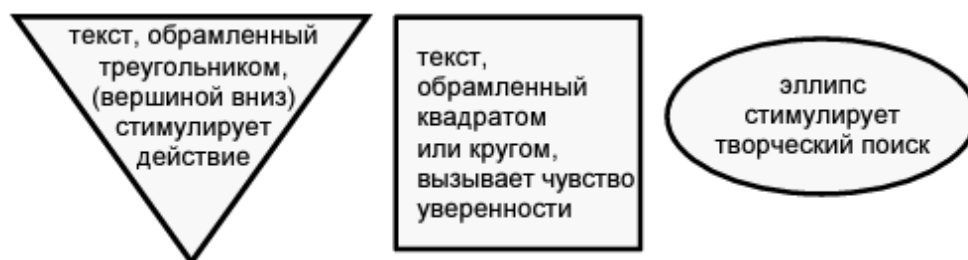 текст, обрамленный
треугольником,
(вершиной вниз)
стимулирует
действие
текст,
обрамленный
квадратом
или кругом,
вызывает чувство
уверенности
эллипс
стимулирует
творческий поиск